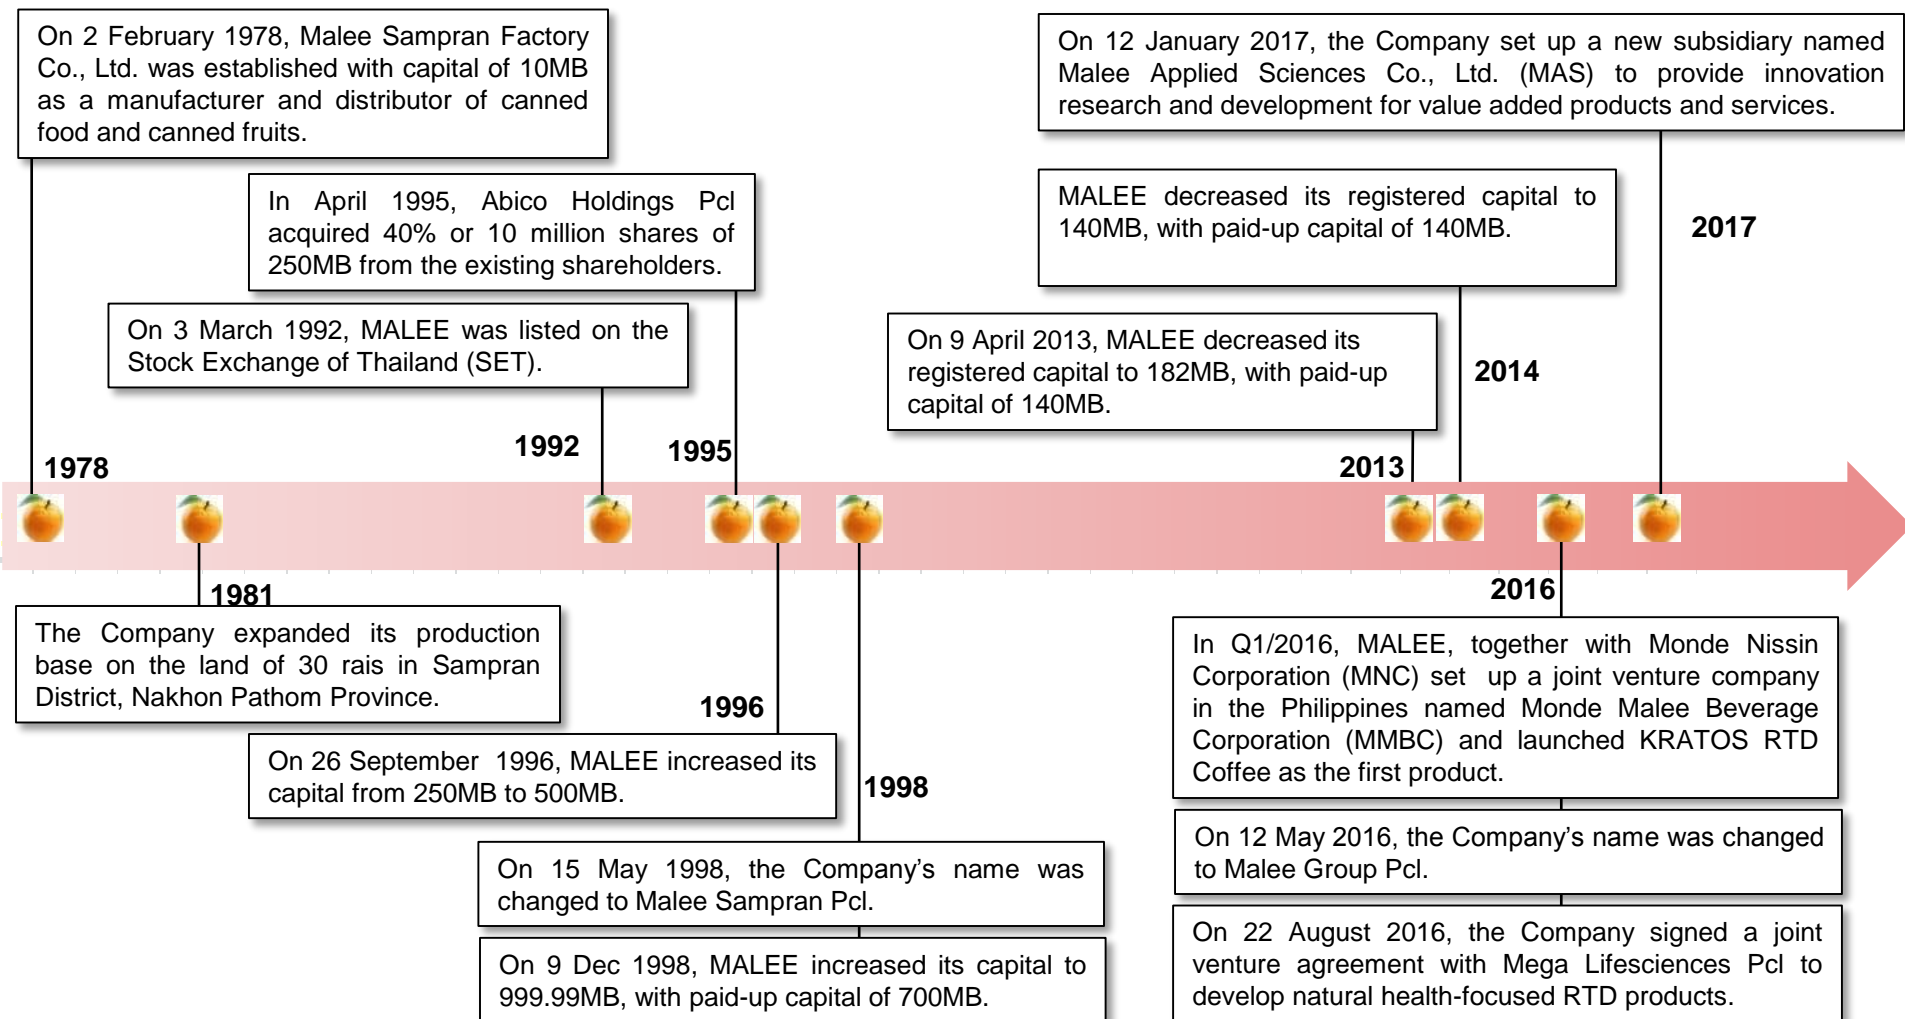 On 2 February 1978, Malee Sampran Factory
Co., Ltd. was established with capital of 10MB
as a manufacturer and distributor of canned
food and canned fruits.
1978
The Company expanded its production
base on the land of 30 rais in Sampran
District, Nakhon Pathom Province.
1981
On 3 March 1992, MALEE was listed on the
Stock Exchange of Thailand (SET).
1992
In April 1995, Abico Holdings Pcl
acquired 40% or 10 million shares of
250MB from the existing shareholders.
1995
1996
On 26 September 1996, MALEE increased its
capital from 250MB to 500MB.
1998
On 15 May 1998, the Company’s name was
changed to Malee Sampran Pcl.
On 9 Dec 1998, MALEE increased its capital to
999.99MB, with paid-up capital of 700MB.
On 9 April 2013, MALEE decreased its
registered capital to 182MB, with paid-up
capital of 140MB.
2013
MALEE decreased its registered capital to
140MB, with paid-up capital of 140MB.
2014
2016
In Q1/2016, MALEE, together with Monde Nissin
Corporation (MNC) set up a joint venture company
in the Philippines named Monde Malee Beverage
Corporation (MMBC) and launched KRATOS RTD
Coffee as the first product.
On 12 May 2016, the Company’s name was changed
to Malee Group Pcl.
On 22 August 2016, the Company signed a joint
venture agreement with Mega Lifesciences Pcl to
develop natural health-focused RTD products.
On 12 January 2017, the Company set up a new subsidiary named
Malee Applied Sciences Co., Ltd. (MAS) to provide innovation
research and development for value added products and services.
2017